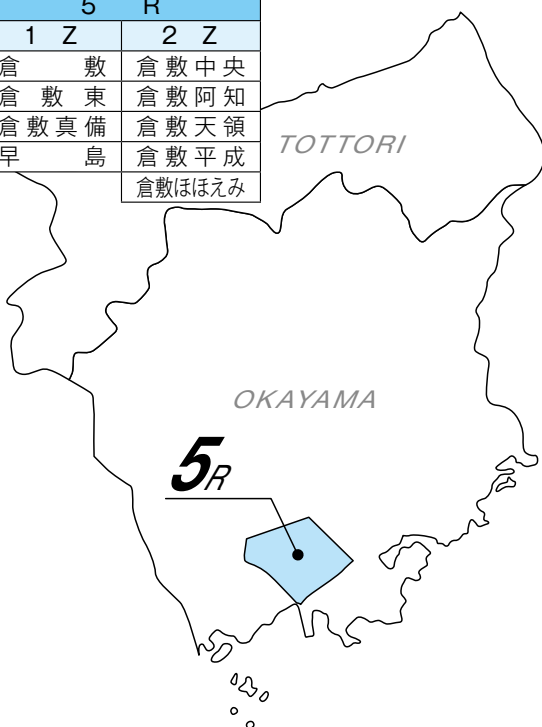 5 R
1 Z 2 Z
倉敷 倉敷中央
倉敷東 倉敷阿知
倉敷真備 倉敷天領
早島 倉敷平成
倉敷ほほえみ
TOTTORI
OKAYAMA
5R